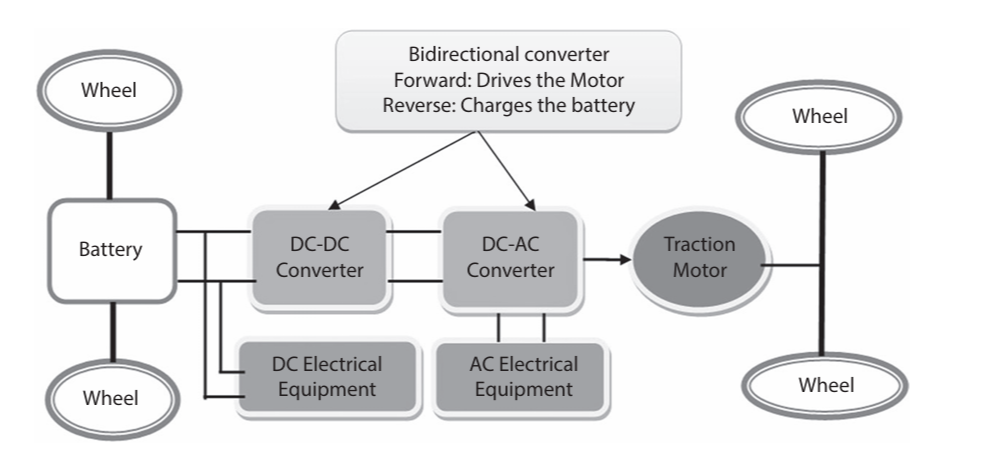 Bidirectional converter
Forward: Drives the Motor
Reverse: Charges the battery
Wheel
Wheel
Battery
DC-DC
Converter
DC-AC
Converter
Traction
Motor
DC Electrical
Equipment
AC Electrical
Equipment
Wheel
Wheel